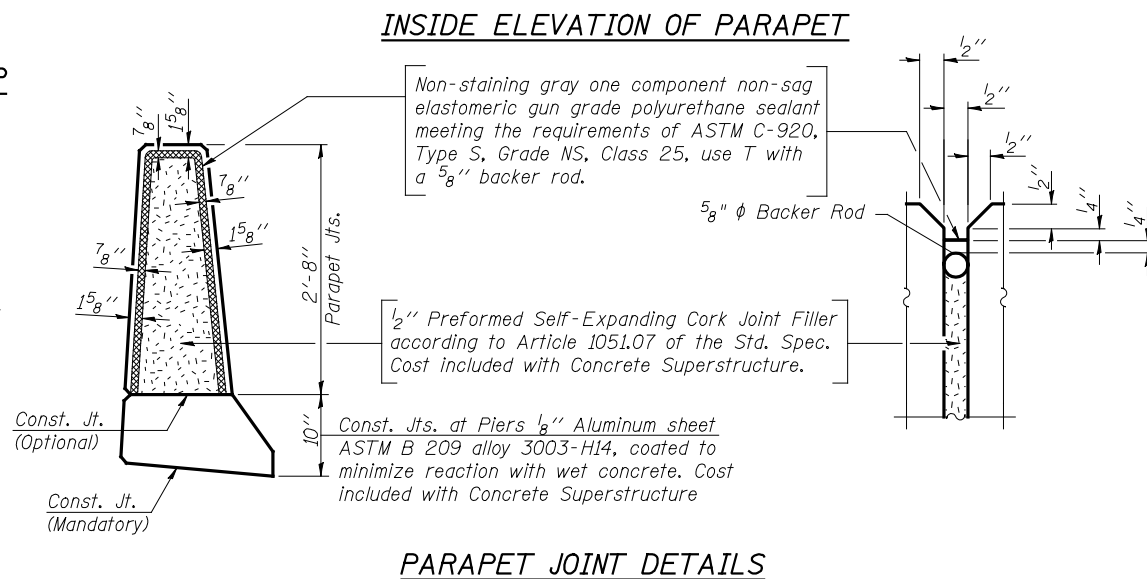 INSIDE ELEVATION OF PARAPET
Non-staining gray one component non-sag
elastomeric gun grade polyurethane sealant
meeting the requirements of ASTM C-920,
Type S, Grade NS, Class 25, use T with
a 5/8'' backer rod.
7/8''
1 5/8''
7/8''
1 5/8''
7/8''
1 5/8''
2'-8''
Parapet Jts.
10''
1/2''
1/2''
1/2''
1/2''
1/4''
1/4''
5/8" ϕ Backer Rod
1/2'' Preformed Self-Expanding Cork Joint Filler
according to Article 1051.07 of the Std. Spec.
Cost included with Concrete Superstructure.
Const. Jt.
(Optional)
Const. Jts. at Piers 1/8'' Aluminum sheet
ASTM B 209 alloy 3003-H14, coated to
minimize reaction with wet concrete. Cost
included with Concrete Superstructure
Const. Jt.
(Mandatory)
PARAPET JOINT DETAILS